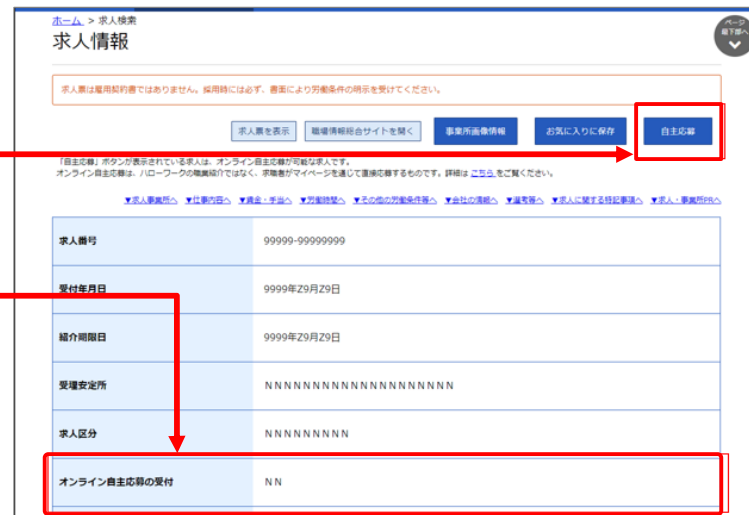 ホーム > 求人検索
求人情報
ページ
最下部へ
求人票は雇用契約書ではありません。採用時には必ず、書面により労働条件の明示を受けてください。
求人票を表示 職場情報総合サイトを開く 事業所画像情報 お気に入りに保存 自主応募
「自主応募」ボタンが表示されている求人は、オンライン自主応募が可能な求人です。
オンライン自主応募は、ハローワークの職業紹介ではなく、求職者がマイページを通じて直接応募するものです。詳細は こちら をご覧ください。
▼求人事業所へ ▼仕事内容へ ▼賃金・手当へ ▼労働時間へ ▼その他の労働条件等へ ▼会社の情報へ ▼選考等へ ▼求人に関する特記事項へ ▼求人・事業所PRへ
求人番号 99999-99999999
受付年月日 9999年Z9月Z9日
紹介期限日 9999年Z9月Z9日
受理安定所 NNNNNNNNNNNNNNNNNNNN
求人区分 NNNNNNNNN
オンライン自主応募の受付 NN